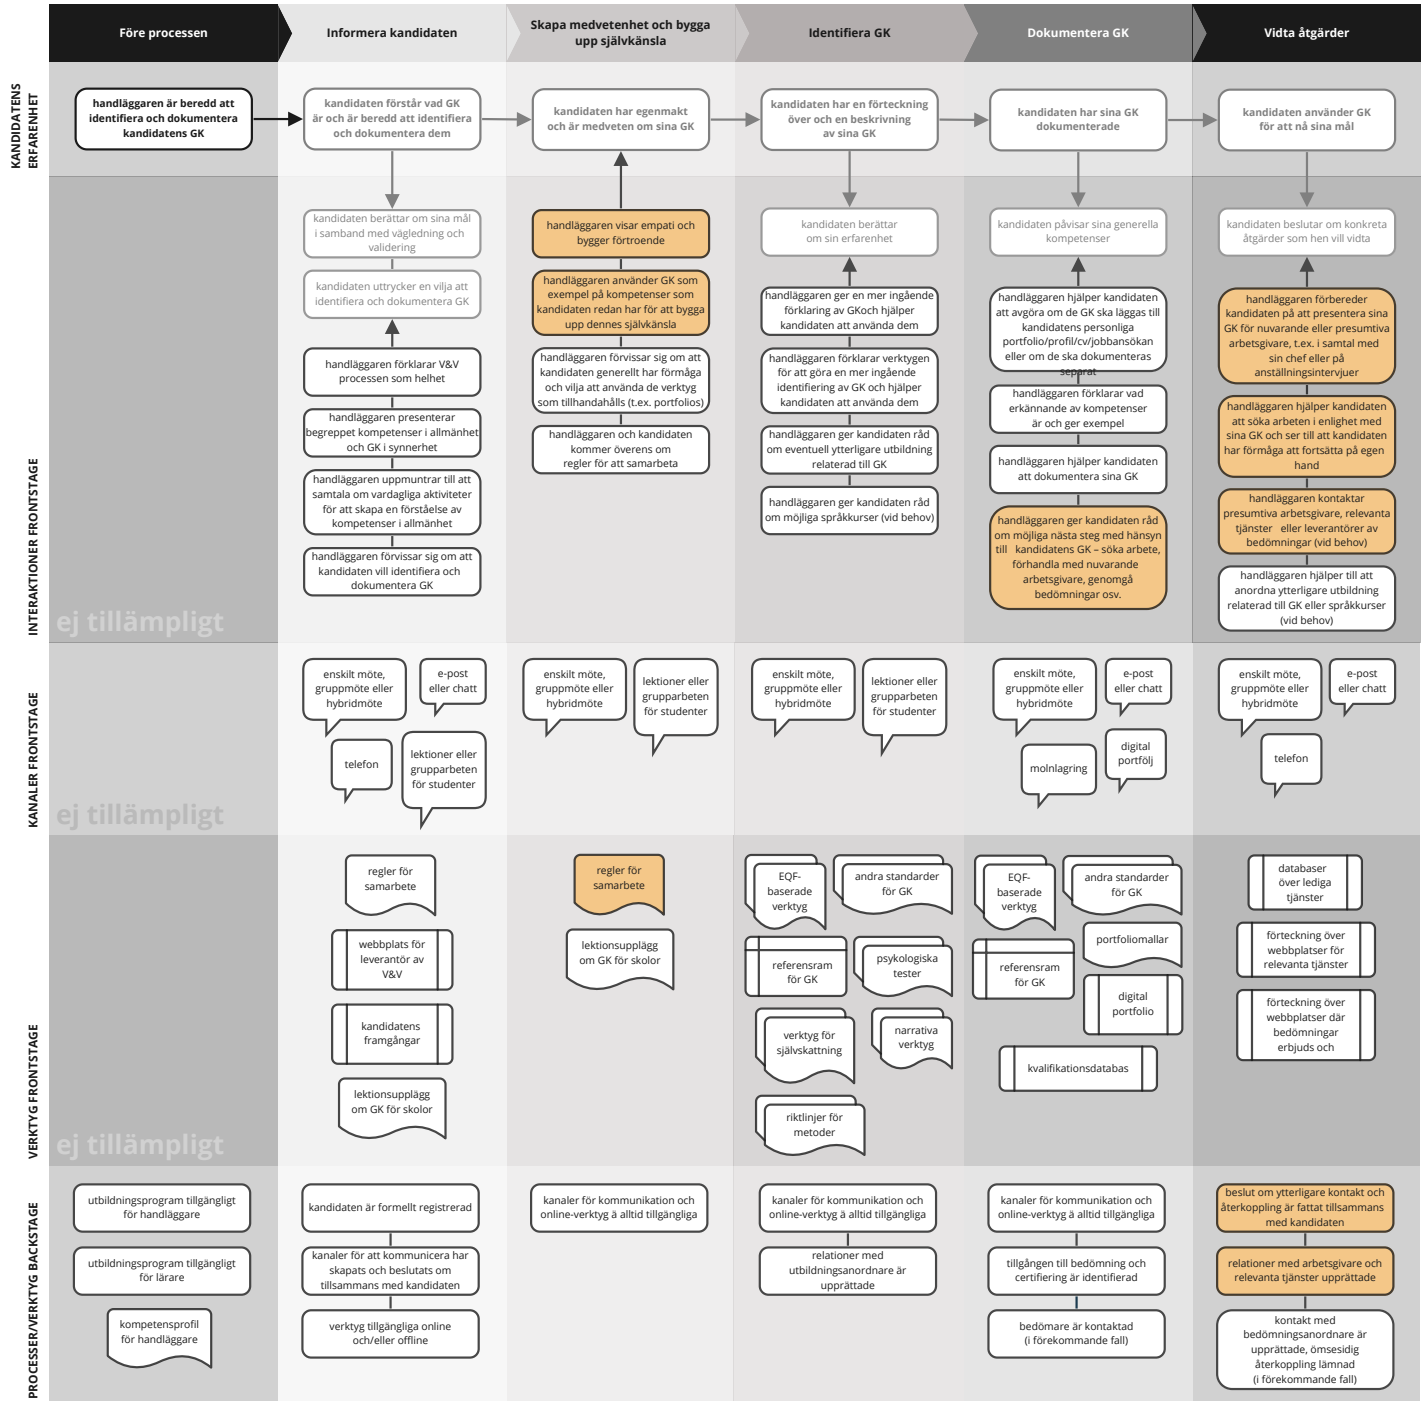 Före processen
Informera kandidaten
Skapa medvetenhet och bygga
upp självkänsla
Identifiera GK
Dokumentera GK
Vidta åtgärder
KANDIDATENS
ERFARENHET
handläggaren är beredd att
identifiera och dokumentera
kandidatens GK
kandidaten förstår vad GK
är och är beredd att identifiera
och dokumentera dem
kandidaten har egenmakt
och är medveten om sina GK
kandidaten har en förteckning
över och en beskrivning
av sina GK
kandidaten har sina GK
dokumenterade
kandidaten använder GK
för att nå sina mål
INTERAKTIONER FRONTSTAGE
ej tillämpligt
kandidaten berättar om sina mål
i samband med vägledning och
validering
kandidaten uttrycker en vilja att
identifiera och dokumentera GK
handläggaren förklarar V&V
processen som helhet
handläggaren presenterar
begreppet kompetenser i allmänhet
och GK i synnerhet
handläggaren uppmuntrar till att
samtala om vardagliga aktiviteter
för att skapa en förståelse av
kompetenser i allmänhet
handläggaren förvissar sig om att
kandidaten vill identifiera och
dokumentera GK
handläggaren visar empati och
bygger förtroende
handläggaren använder GK som
exempel på kompetenser som
kandidaten redan har för att bygga
upp dennes självkänsla
handläggaren förvissar sig om att
kandidaten generellt har förmåga
och vilja att använda de verktyg
som tillhandahålls (t.ex. portfolios)
handläggaren och kandidaten
kommer överens om
regler för att samarbeta
kandidaten berättar
om sin erfarenhet
handläggaren ger en mer ingående
förklaring av GKoch hjälper
kandidaten att använda dem
handläggaren förklarar verktygen
för att göra en mer ingående
identifiering av GK och hjälper
kandidaten att använda dem
handläggaren ger kandidaten råd
om eventuel ytterligare utbildning
relaterad till GK
handläggaren ger kandidaten råd
om möjliga språkkurser (vid behov)
kandidaten påvisar sina generella
kompetenser
handläggaren hjälper kandidaten
att avgöra om de GK ska läggas till
kandidatens personliga
portfolio/profil/cv/jobbansökan
eller om de ska dokumenteras
separat
handläggaren förklarar vad
erkännande av kompetenser
är och ger exempel
handläggaren hjälper kandidaten
att dokumentera sina GK
handläggaren ger kandidaten råd
om möjliga nästa steg med hänsyn
till kandidatens GK – söka arbete,
förhandla med nuvarande
arbetsgivare, genomgå
bedömningar osv.
kandidaten beslutar om konkreta
åtgärder som hen vill vidta
handläggaren förbereder
kandidaten på att presentera sina
GK för nuvarande eller presumtiva
arbetsgivare, t.ex. i samtal med
sin chef eller på
anställningsintervjuer
handläggaren hjälper kandidaten
att söka arbeten i enlighet med
sina GK och ser till att kandidaten
har förmåga att fortsätta på egen
hand
handläggaren kontaktar
presumtiva arbetsgivare, relevanta
tjänster eller leverantörer av
bedömningar (vid behov)
handläggaren hjälper till att
anordna ytterligare utbildning
relaterad till GK eller språkkurser
(vid behov)
KANALER FRONTSTAGE
ej tillämpligt
enskilt möte,
gruppmöte eller
hybridmöte
e-post
eller chatt
telefon
lektioner eller
grupparbeten
för studenter
enskilt möte,
gruppmöte eller
hybridmöte
lektioner eller
grupparbeten
för studenter
enskilt möte,
gruppmöte eller
hybridmöte
lektioner eller
grupparbeten
för studenter
enskilt möte,
gruppmöte eller
hybridmöte
e-post
eller chatt
molnlagring
digital
portfölj
enskilt möte,
gruppmöte eller
hybridmöte
e-post
eller chatt
telefon
VERKTYG FRONTSTAGE
ej tillämpligt
regler för
samarbete
webbplats för
leverantör av
V&V
kandidatens
framgångar
lektionsupplägg
om GK för skolor
regler för
samarbete
lektionsupplägg
om GK för skolor
EQF-
baserade
verktyg
andra standarder
för GK
referensram
för GK
psykologiska
tester
verktyg för
självskattning
narrativa
verktyg
riktlinjer för
metoder
EQF-
baserade
verktyg
andra standarder
för GK
portfoliomallar
referensram
för GK
digital
portfolio
kvalifikationsdatabas
databaser
över lediga
tjänster
förteckning över
webbplatser för
relevanta tjänster
förteckning över
webbplatser där
bedömningar
erbjuds och
PROCESSER/VERKTYG BACKSTAGE
utbildningsprogram tillgängligt
för handläggare
utbildningsprogram tillgängligt
för lärare
kompetensprofil
för handläggare
kandidaten är formellt registrerad
kanaler för att kommunicera har
skapats och beslutats om
tillsammans med kandidaten
verktyg tillgängliga online
och/eller offline
kanaler för kommunikation och
online-verktyg ä alltid tillgängliga
kanaler för kommunikation och
online-verktyg ä alltid tillgängliga
relationer med
utbildningsanordnare är
upprättade
kanaler för kommunikation och
online-verktyg ä alltid tillgängliga
tillgången till bedömning och
certifiering är identifierad
bedömare är kontaktad
(i förekommande fall)
beslut om ytterligare kontakt och
återkoppling är fattat tillsammans
med kandidaten
relationer med arbetsgivare och
relevanta tjänster upprättade
kontakt med
bedömningsanordnare är
upprättade, ömsesidig
återkoppling lämnad
(i förekommande fall)